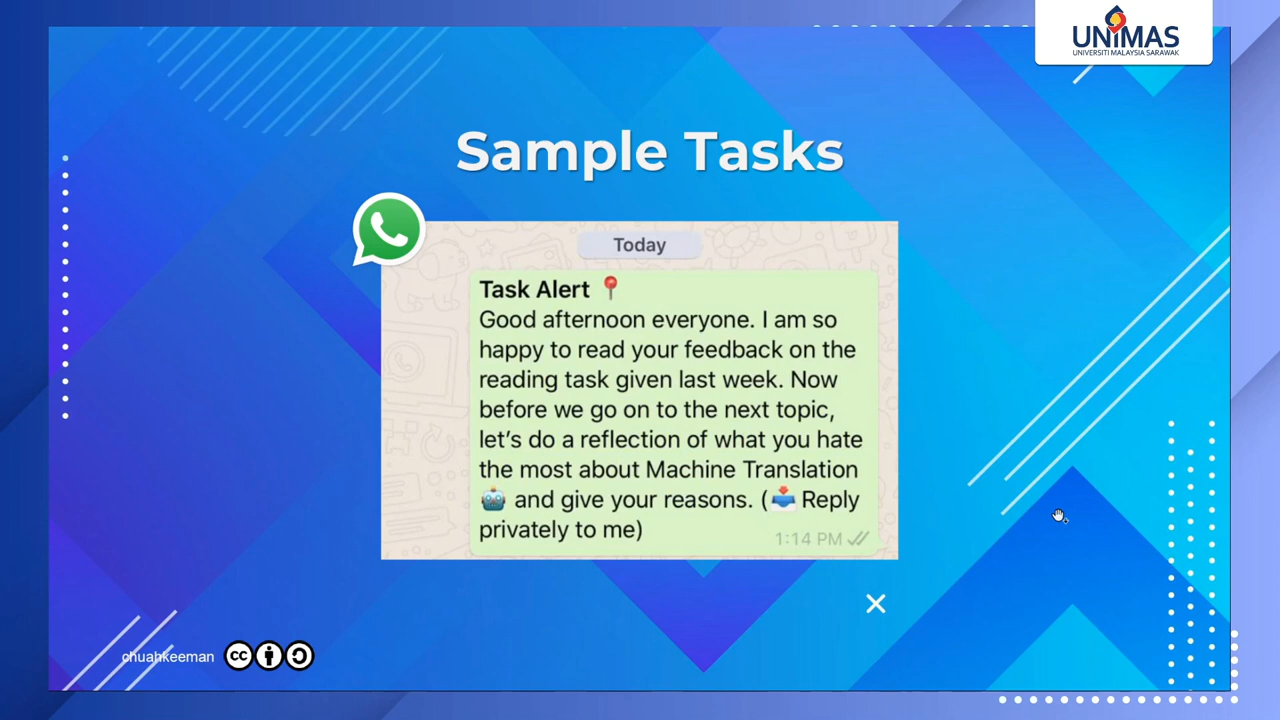 UNIMAS
UNIVERSITI MALAYSIA SARAWAK
Sample Tasks
Today
Task Alert 📍
Good afternoon everyone. I am so
happy to read your feedback on the
reading task given last week. Now
before we go on to the next topic,
let's do a reflection of what you hate
the most about Machine Translation
🤖 and give your reasons. (📥 Reply
privately to me)
1:14 PM
chuahkeeman
cc